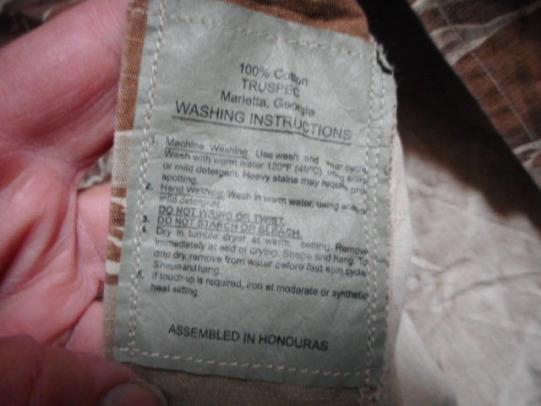 100% Cotton
TRUSPEC
Marietta, Georgia
WASHING INSTRUCTIONS
1. Machine Washing. Use wash and wear cycle.
Wash with warm water 120°F (49°C), using
or mild detergent. Heavy stains may require pre
spotting.
2. Hand Washing. Wash in warm water, using
mild detergent.
DO NOT WRING OR TWIST.
3. DO NOT STARCH OR BLEACH.
Dry in tumble dryer at warm setting. Remove
immediately at end of drying. Shape and hang. To
drip dry, remove from water before last spin cycle.
Shape and hang.
If touch-up is required, iron at moderate or synthetic
heat setting.
ASSEMBLED IN HONDURAS